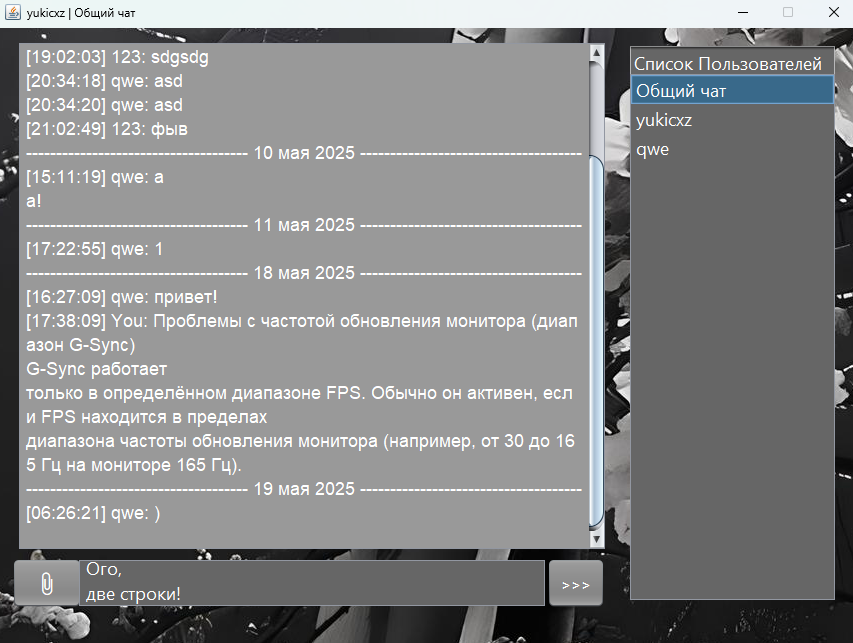 yukicxz | Общий чат
[19:02:03] 123: sdgsdg
[20:34:18] qwe: asd
[20:34:20] qwe: asd
[21:02:49] 123: фыв
------------------------------------- 10 мая 2025 -------------------------------------
[15:11:19] qwe: а
а!
------------------------------------- 11 мая 2025 -------------------------------------
[17:22:55] qwe: 1
------------------------------------- 18 мая 2025 -------------------------------------
[16:27:09] qwe: привет!
[17:38:09] You: Проблемы с частотой обновления монитора (диап
азон G-Sync)
G-Sync работает
только в определённом диапазоне FPS. Обычно он активен, есл
и FPS находится в пределах
диапазона частоты обновления монитора (например, от 30 до 16
5 Гц на мониторе 165 Гц).
------------------------------------- 19 мая 2025 -------------------------------------
[06:26:21] qwe: )
Ого,
две строки!
>>>
Список Пользователей
Общий чат
yukicxz
qwe